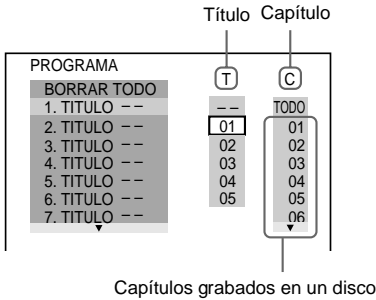 Título Capítulo
PROGRAMA
T C
BORRAR TODO
1. TITULO – – – – TODO
2. TITULO – – 01 01
3. TITULO – – 02 02
4. TITULO – – 03 03
5. TITULO – – 04 04
6. TITULO – – 05 05
7. TITULO – – 06
Capítulos grabados en un disco